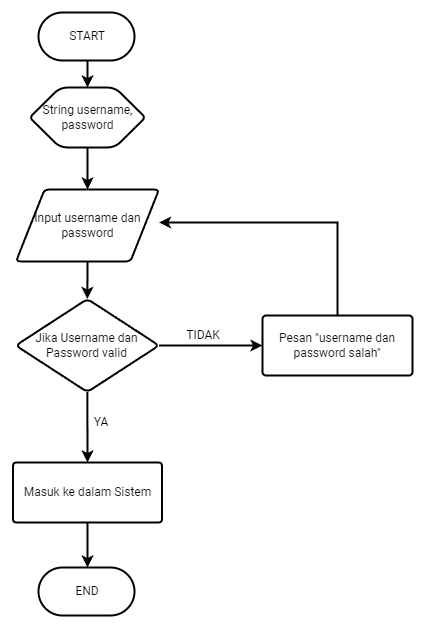 START
String username,
password
Input username dan
password
Jika Username dan
Password valid
TIDAK
Pesan "username dan
password salah"
YA
Masuk ke dalam Sistem
END